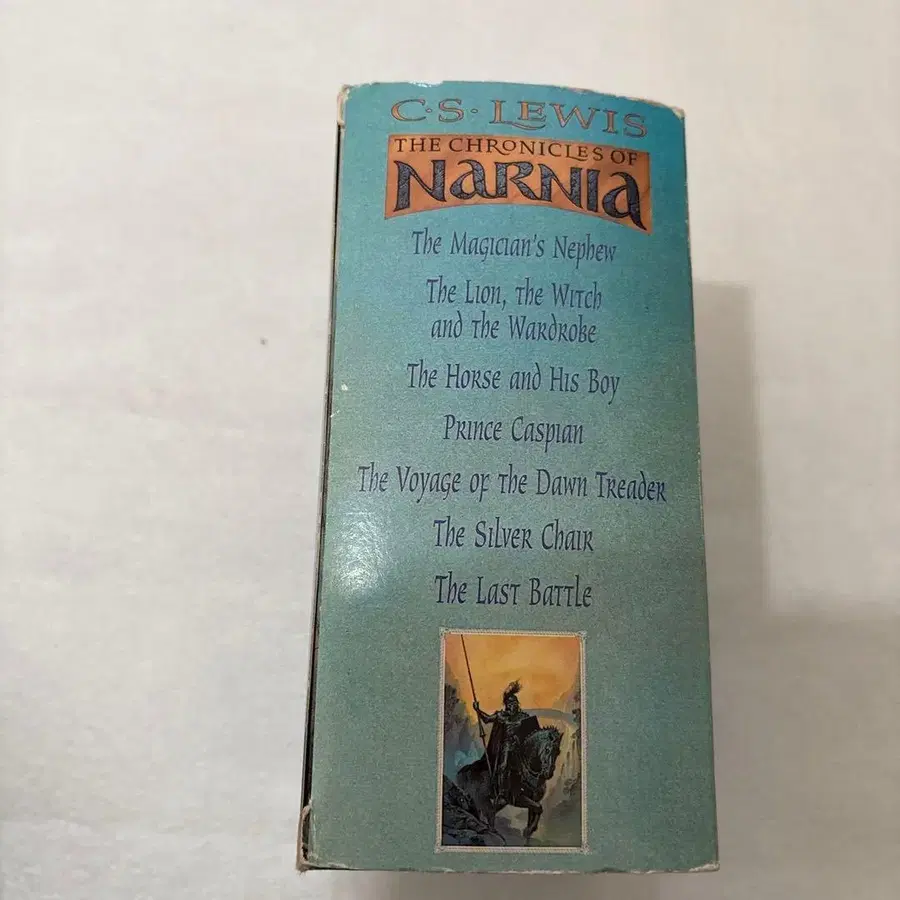 C·S·LEWIS
THE CHRONICLES OF
NARNIA
The Magician's Nephew
The Lion, the Witch
and the Wardrobe
The Horse and His Boy
Prince Caspian
The Voyage of the Dawn Treader
The Silver Chair
The Last Battle